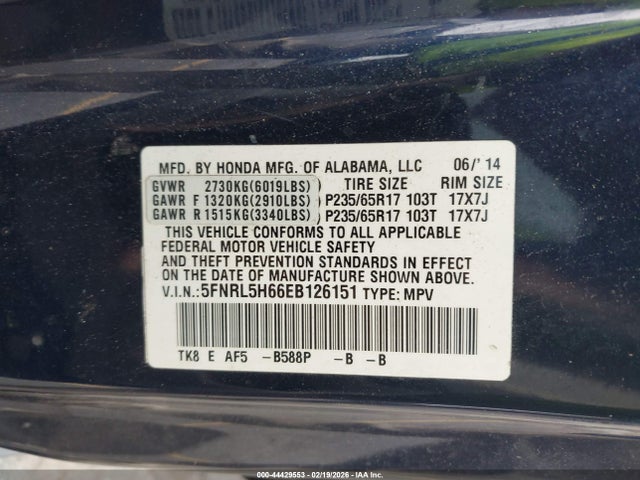 MFD. BY HONDA MFG. OF ALABAMA, LLC 06/'14
GVWR 2730KG(6019LBS) TIRE SIZE RIM SIZE
GAWR F 1320KG(2910LBS) P235/65R17 103T 17X7J
GAWR R 1515KG(3340LBS) P235/65R17 103T 17X7J
THIS VEHICLE CONFORMS TO ALL APPLICABLE
FEDERAL MOTOR VEHICLE SAFETY
AND THEFT PREVENTION STANDARDS IN EFFECT
ON THE DATE OF MANUFACTURE SHOWN ABOVE.
V.I.N.: 5FNRL5H66EB126151 TYPE: MPV
TK8 E AF5 -B588P -B -B
000-44429553 - 02/19/2026 - IAA Inc.